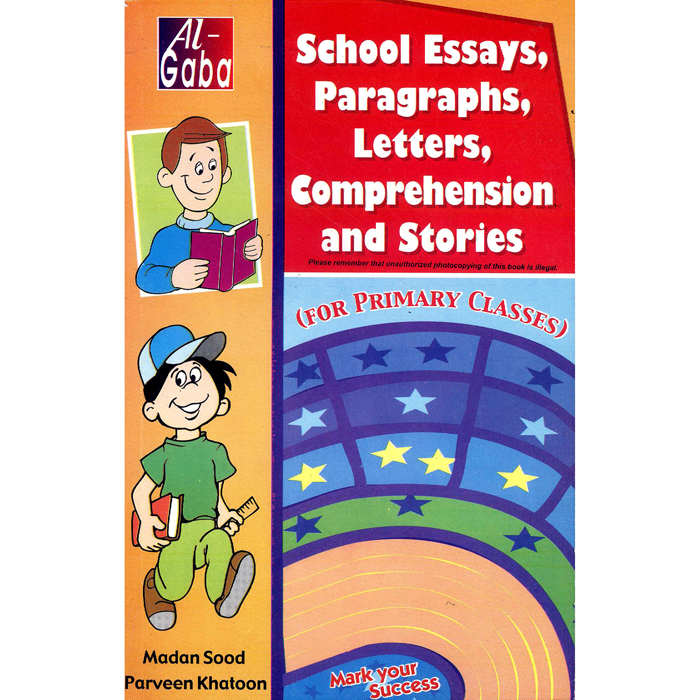 Al-
Gaba
School Essays,
Paragraphs,
Letters,
Comprehension
and Stories
Please remember that unauthorized photocopying of this book is illegal.
(FOR PRIMARY CLASSES)
Madan Sood
Parveen Khatoon
Mark your
Success